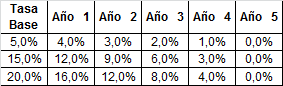 Tasa Base Año 1 Año 2 Año 3 Año 4 Año 5
5,0% 4,0% 3,0% 2,0% 1,0% 0,0%
15,0% 12,0% 9,0% 6,0% 3,0% 0,0%
20,0% 16,0% 12,0% 8,0% 4,0% 0,0%